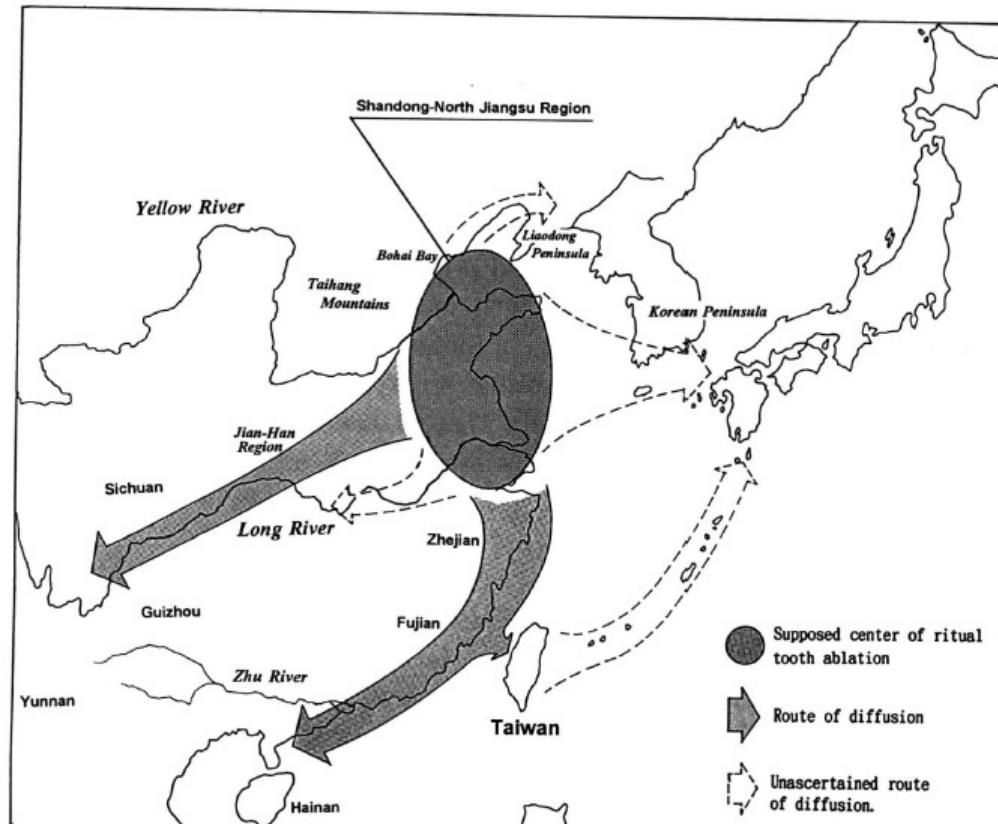 Shandong-North Jiangsu Region
Yellow River
Bohai Bay
Liaodong
Peninsula
Taihang
Mountains
Korean Peninsula
Jian-Han
Region
Sichuan
Long River
Zhejian
Guizhou
Fujian
Zhu River
Yunnan
Taiwan
Hainan
Supposed center of ritual
tooth ablation
Route of diffusion
Unascertained route
of diffusion.